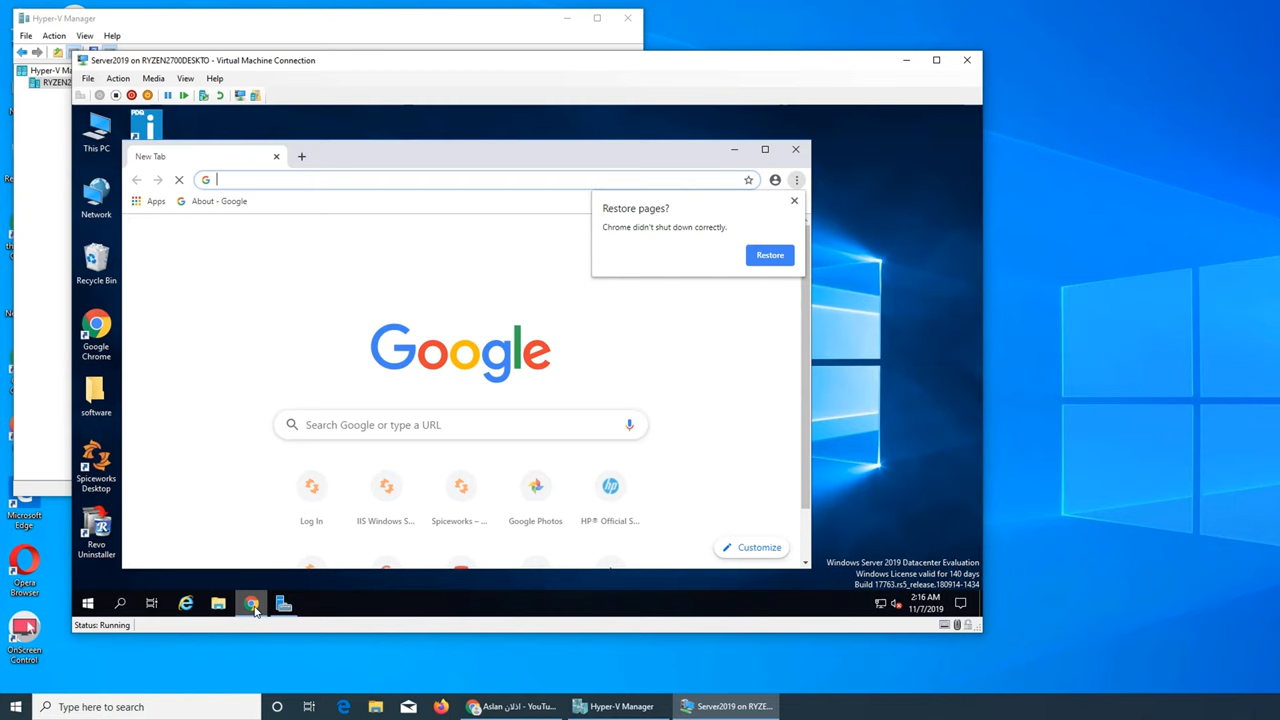 Hyper-V Manager
File Action View Help
Hyper-V Ma
RYZEN2
Server2019 on RYZEN2700DESKTO - Virtual Machine Connection
File Action Media View Help
This PC
PDQ
Network
Recycle Bin
Google
Chrome
software
Spiceworks
Desktop
Revo
Uninstaller
New Tab
Apps About - Google
Restore pages?
Chrome didn't shut down correctly.
Restore
Google
Search Google or type a URL
Log In
IIS Windows S...
Spiceworks – ...
Google Photos
HP® Official S...
Customize
Windows Server 2019 Datacenter Evaluation
Windows License valid for 140 days
Build 17763.rs5_release.180914-1434
2:16 AM
11/7/2019
Status: Running
Microsoft
Edge
Opera
Browser
OnScreen
Control
Type here to search
Aslan اذلان - YouTu...
Hyper-V Manager
Server2019 on RYZE...